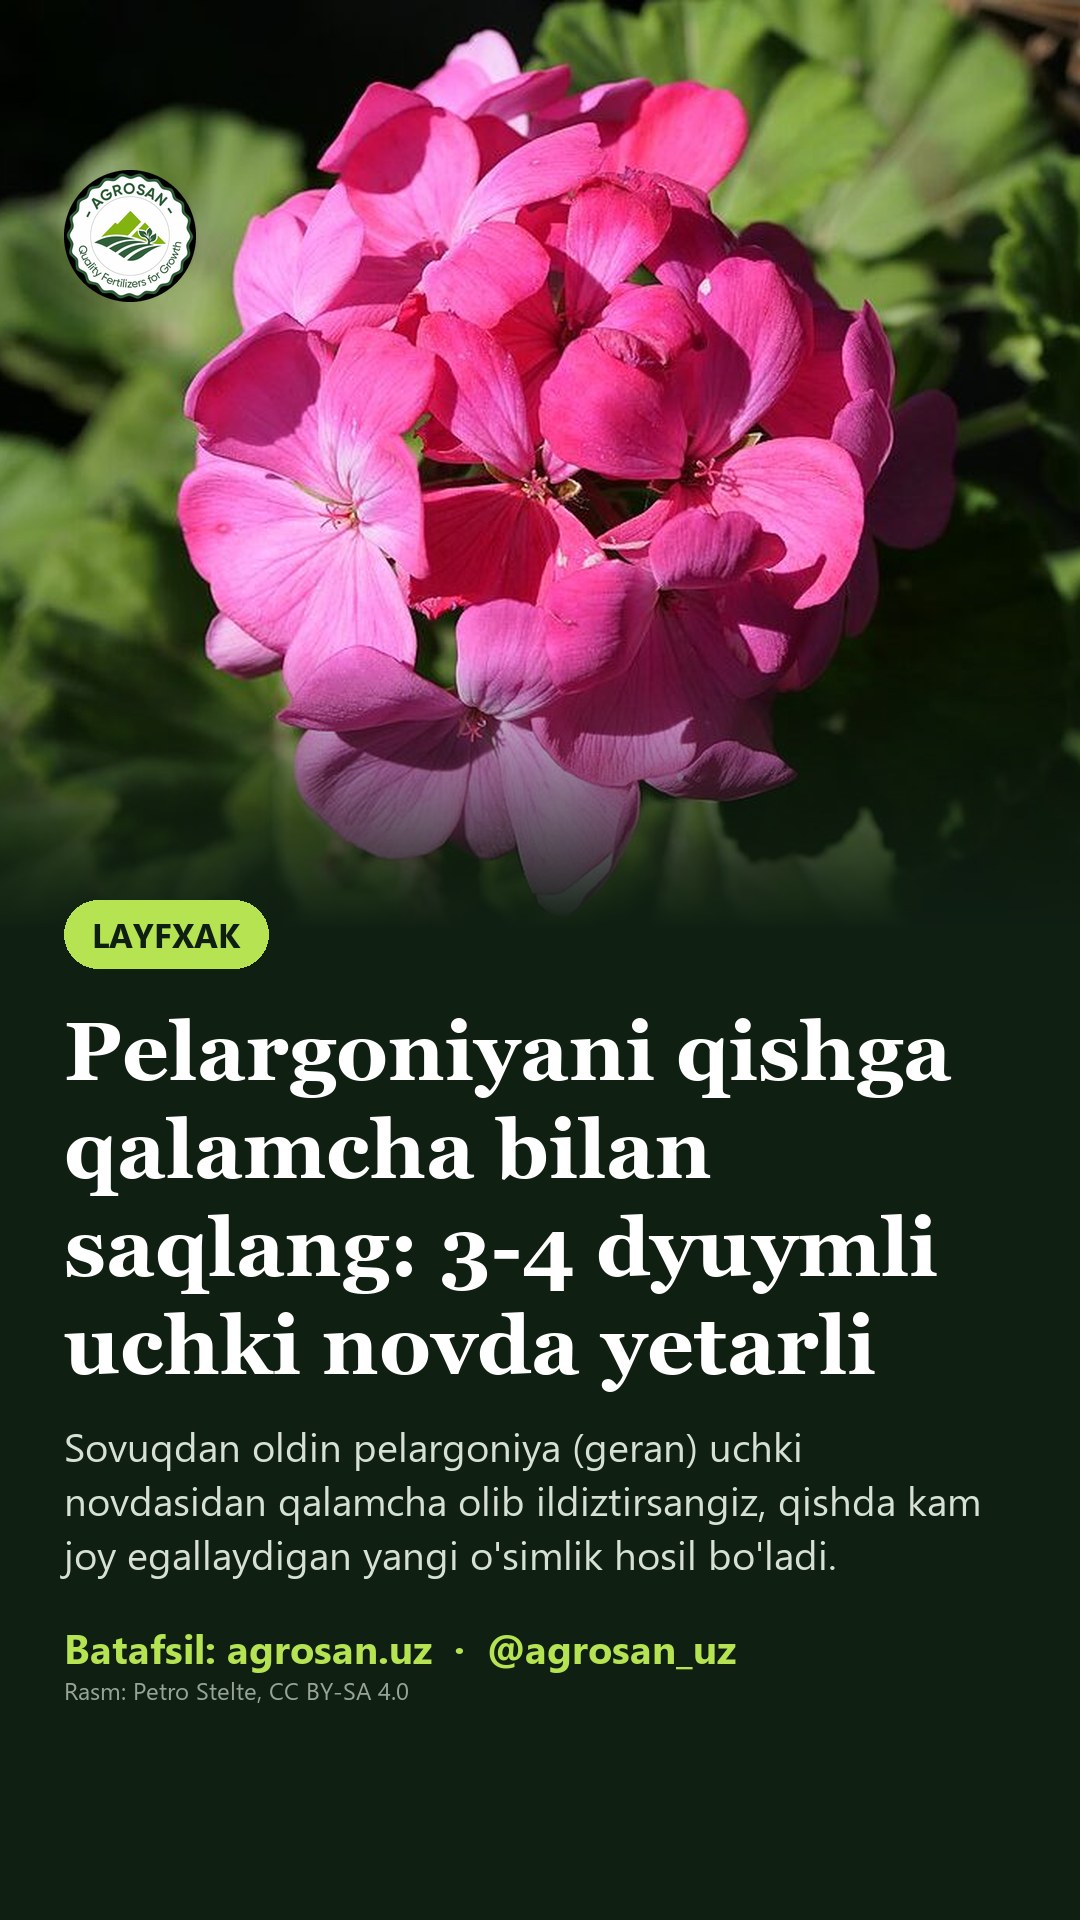 - AGROSAN -
Quality Fertilizers for Growth
LAYFXAK
Pelargoniyani qishga
qalamcha bilan
saqlang: 3-4 dyuymli
uchki novda yetarli
Sovuqdan oldin pelargoniya (geran) uchki
novdasidan qalamcha olib ildiztirsangiz, qishda kam
joy egallaydigan yangi o'simlik hosil bo'ladi.
Batafsil: agrosan.uz · @agrosan_uz
Rasm: Petro Stelte, CC BY-SA 4.0